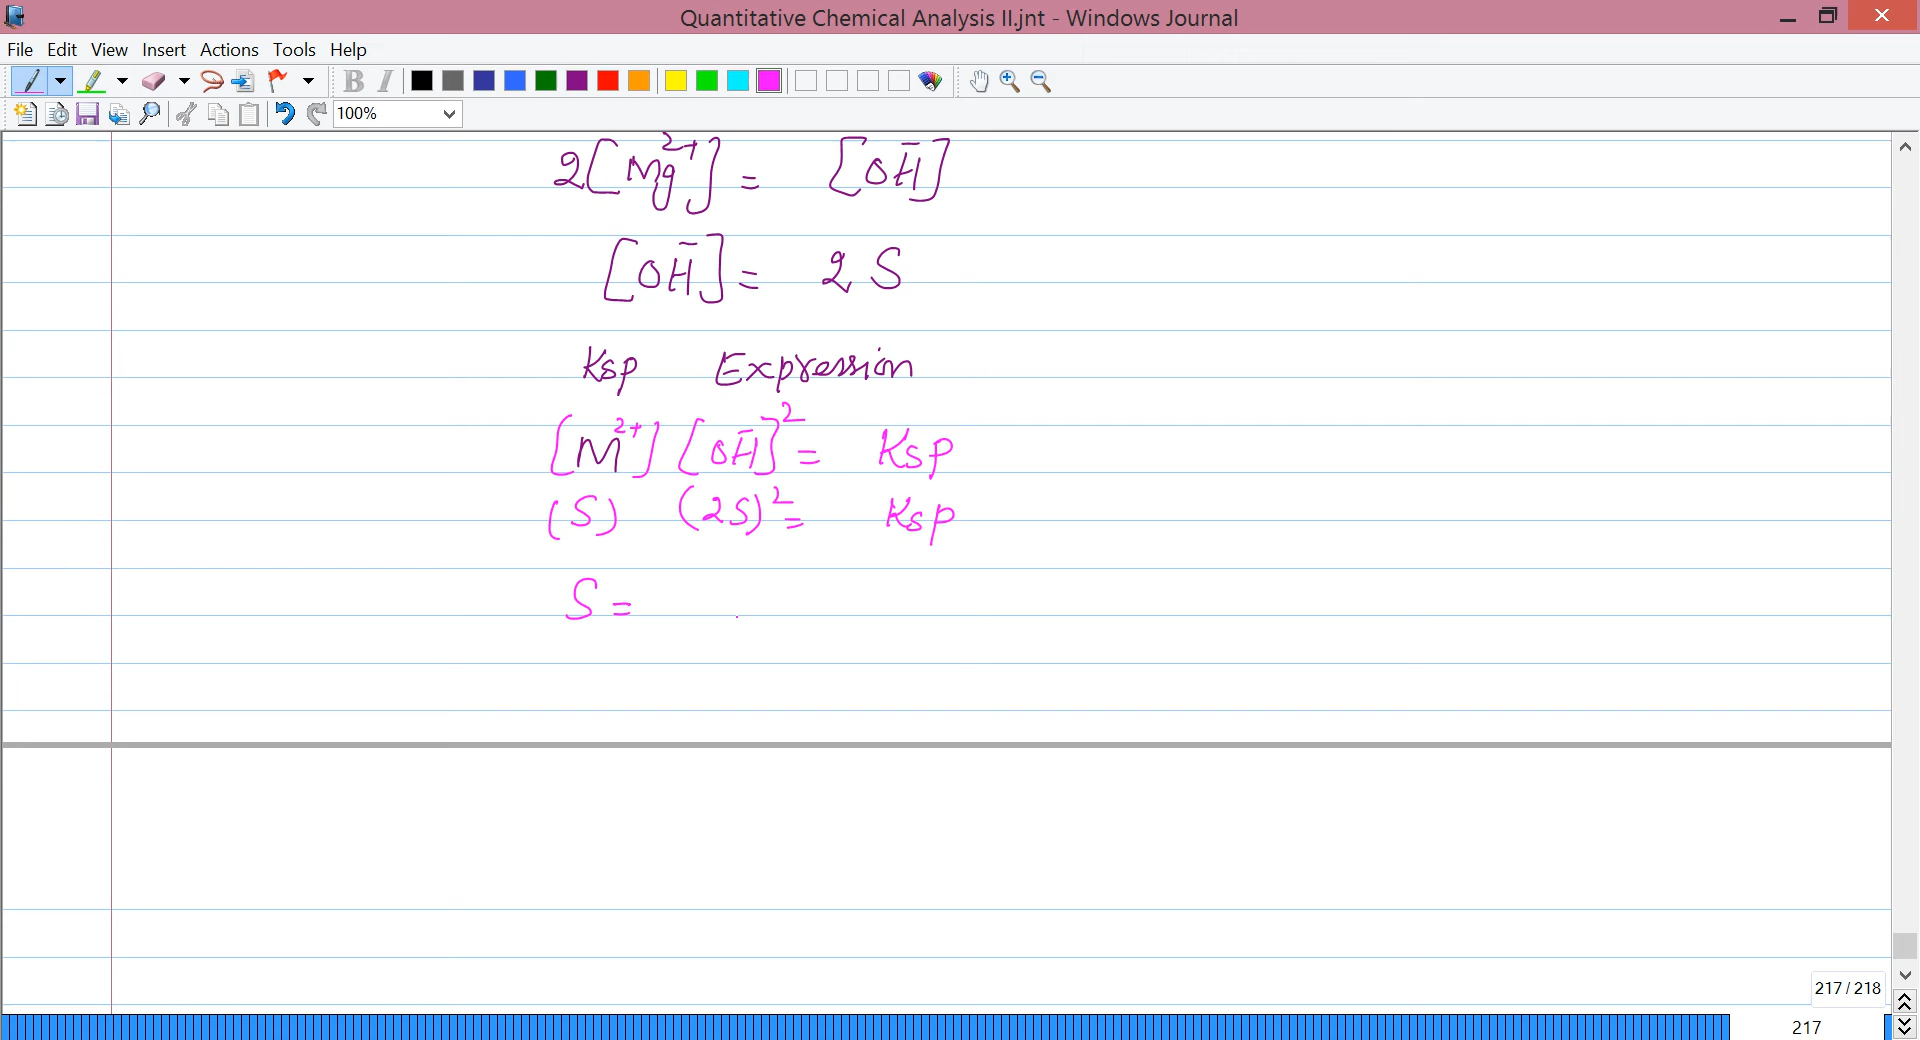 Quantitative Chemical Analysis II.jnt - Windows Journal
File Edit View Insert Actions Tools Help
B I
100%
2[Mg²⁺] = [OH⁻]
[OH⁻] = 2 S
Ksp Expression
[M²⁺] [OH⁻]² = Ksp
(S) (2S)² = Ksp
S =
217 / 218
217